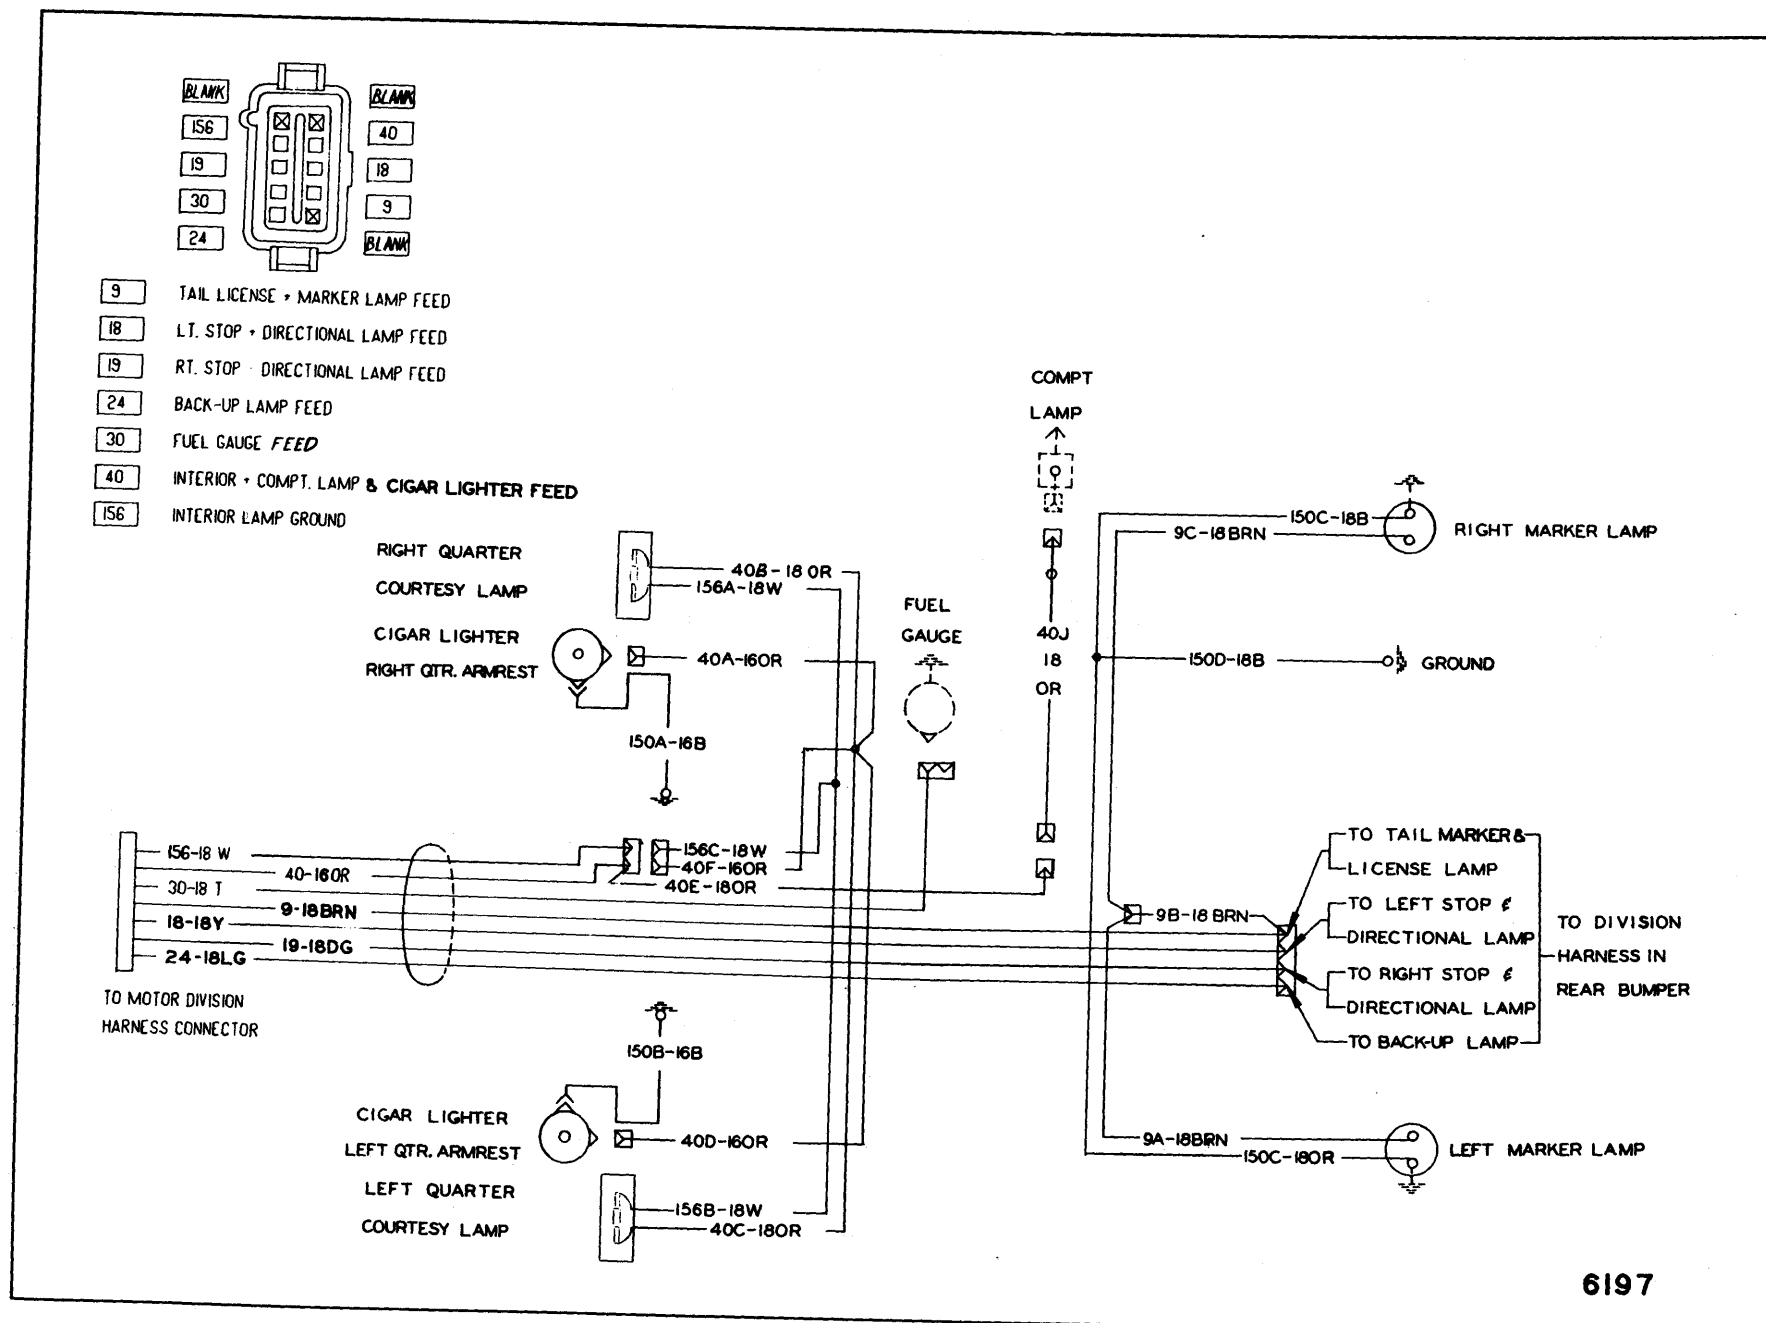 BLANK
156
19
30
24
BLANK
40
18
9
BLANK
9 TAIL LICENSE + MARKER LAMP FEED
18 LT. STOP + DIRECTIONAL LAMP FEED
19 RT. STOP DIRECTIONAL LAMP FEED
24 BACK-UP LAMP FEED
30 FUEL GAUGE FEED
40 INTERIOR + COMPT. LAMP & CIGAR LIGHTER FEED
156 INTERIOR LAMP GROUND
RIGHT QUARTER
COURTESY LAMP
40B-18 OR
156A-18W
CIGAR LIGHTER
RIGHT QTR. ARMREST
40A-16OR
150A-16B
FUEL
GAUGE
COMPT
LAMP
40J
18
OR
150C-18B
9C-18BRN
RIGHT MARKER LAMP
150D-18B
GROUND
156-18 W
40-16OR
30-18 T
9-18BRN
18-18Y
19-18DG
24-18LG
TO MOTOR DIVISION
HARNESS CONNECTOR
156C-18W
40F-16OR
40E-18OR
9B-18 BRN
TO TAIL MARKER &
LICENSE LAMP
TO LEFT STOP &
DIRECTIONAL LAMP
TO RIGHT STOP &
DIRECTIONAL LAMP
TO BACK-UP LAMP
TO DIVISION
HARNESS IN
REAR BUMPER
150B-16B
CIGAR LIGHTER
LEFT QTR. ARMREST
40D-16OR
LEFT QUARTER
COURTESY LAMP
156B-18W
40C-18OR
9A-18BRN
150C-18OR
LEFT MARKER LAMP
6197